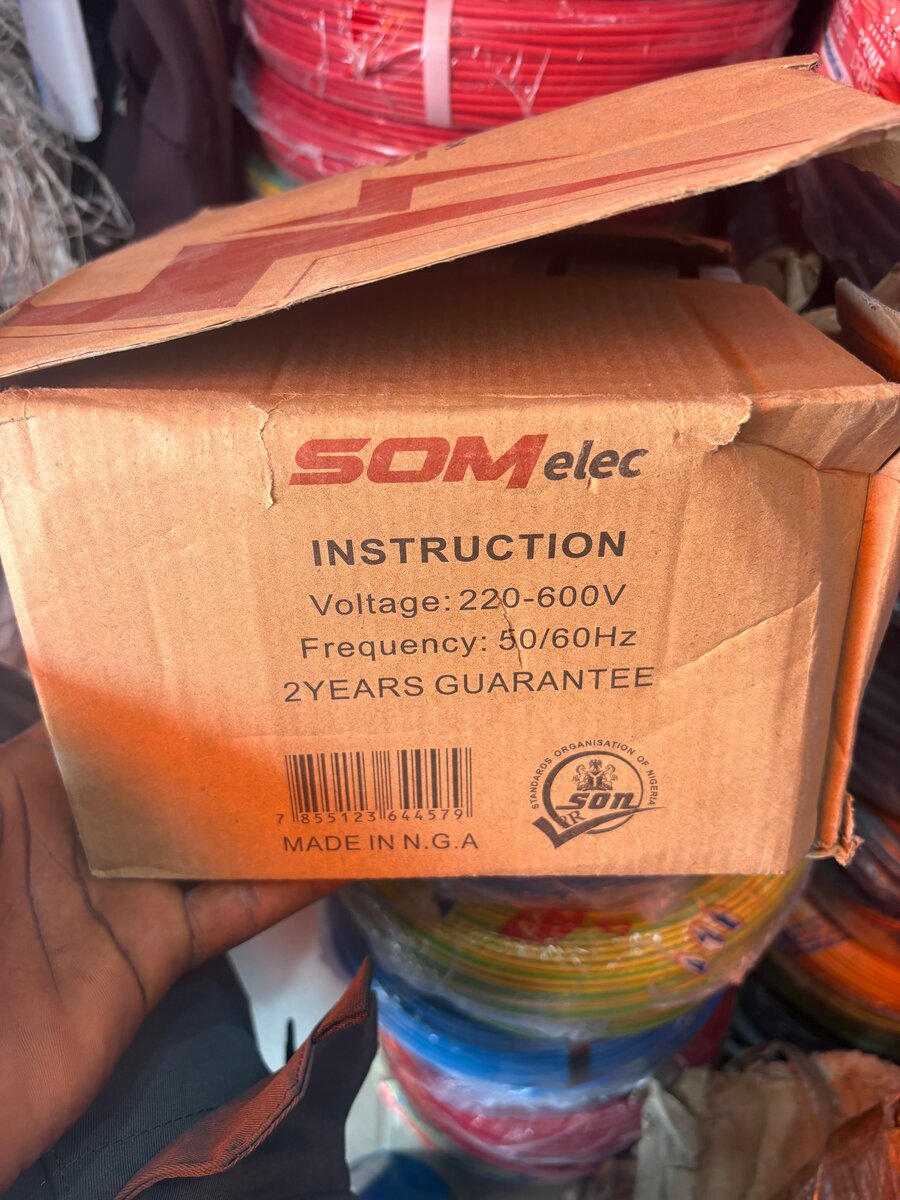 SOM elec
INSTRUCTION
Voltage: 220-600V
Frequency: 50/60Hz
2YEARS GUARANTEE
7 855123 644579
MADE IN N.G.A
STANDARDS ORGANISATION OF NIGERIA
son